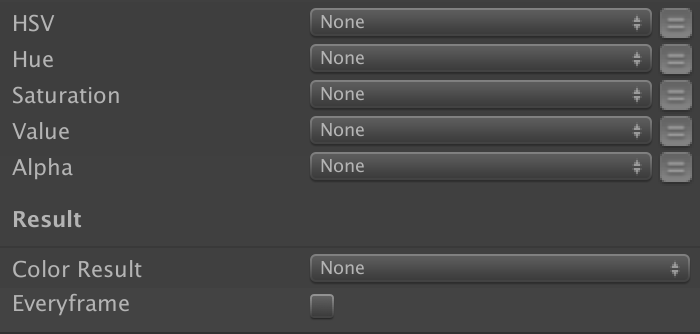 HSV None
Hue None
Saturation None
Value None
Alpha None
Result
Color Result None
Everyframe